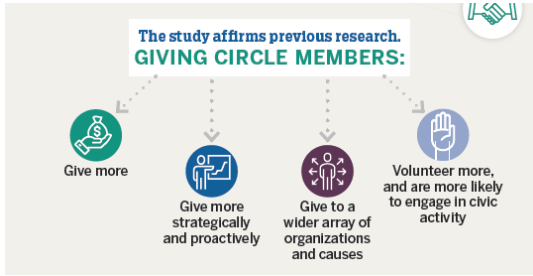 The study affirms previous research.
GIVING CIRCLE MEMBERS:
$
Give more
Give more
strategically
and proactively
Give to a
wider array of
organizations
and causes
Volunteer more,
and are more likely
to engage in civic
activity